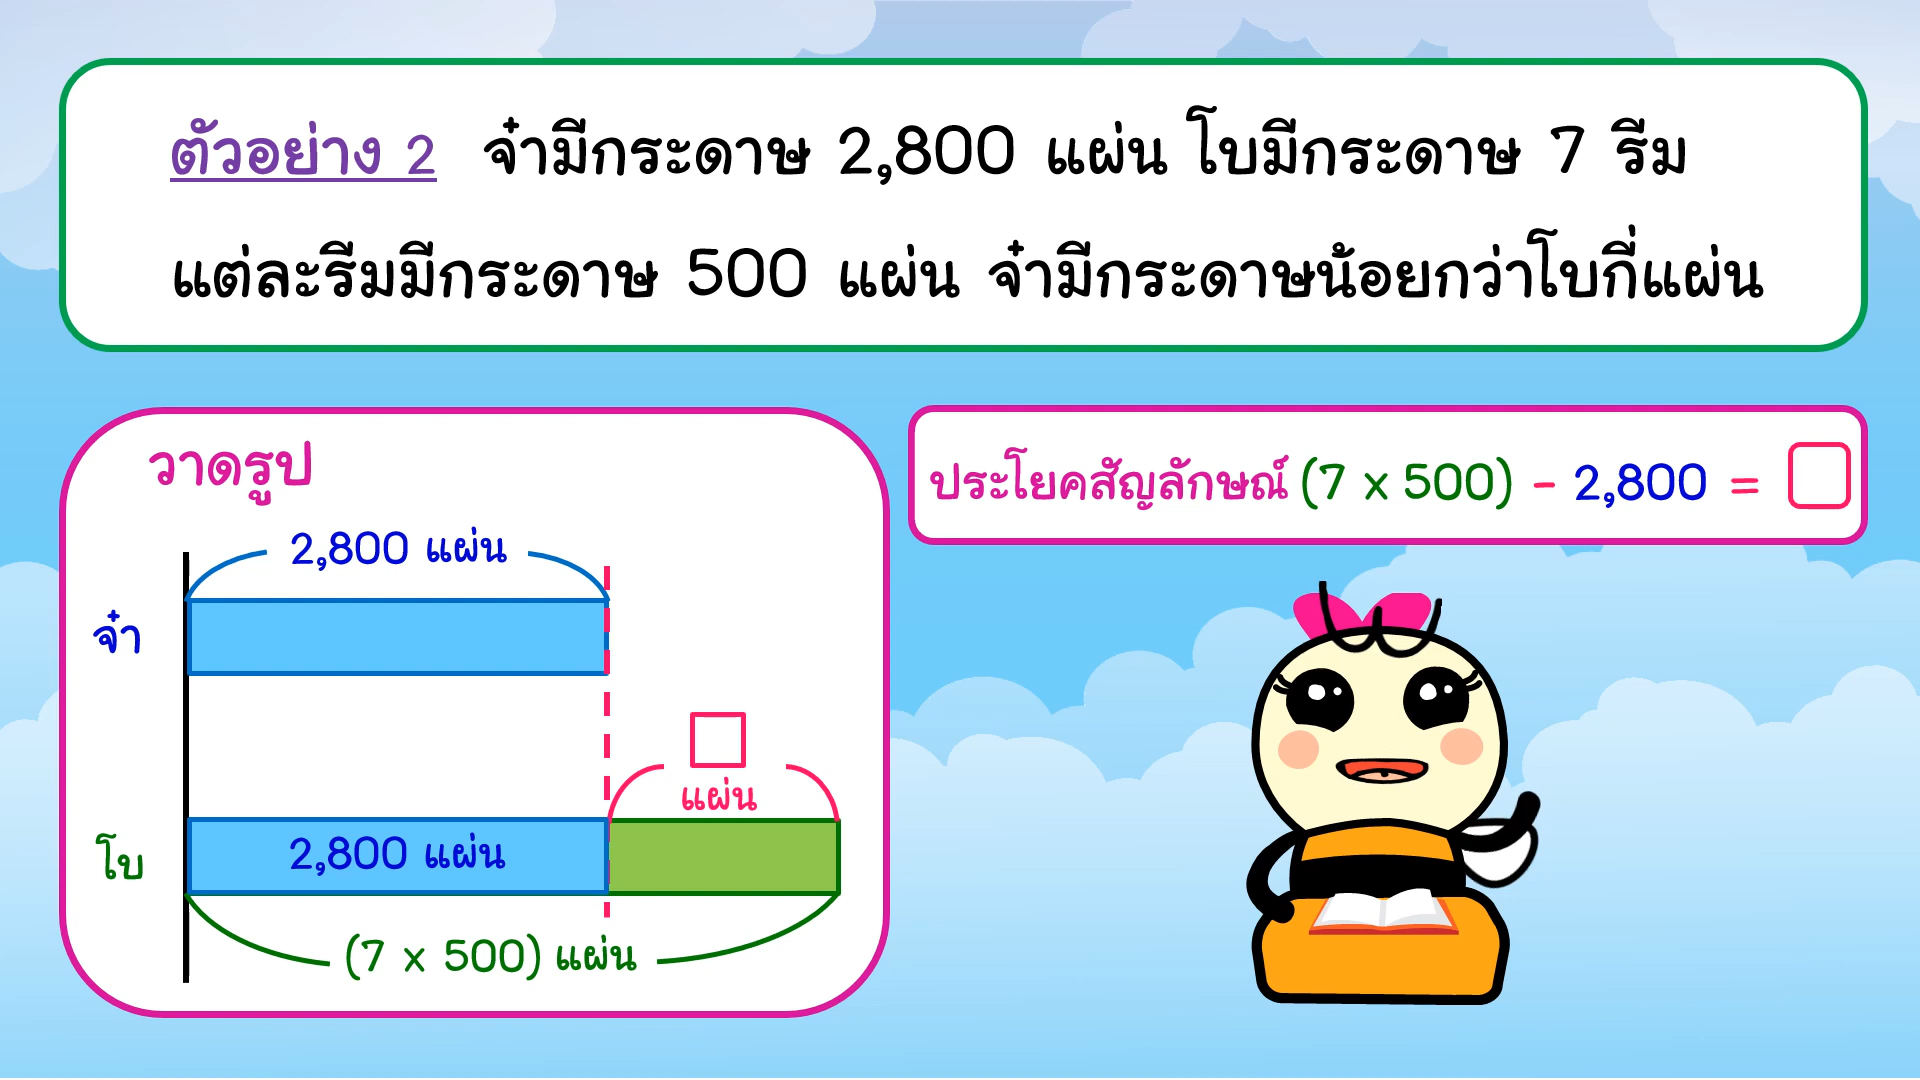 ตัวอย่าง 2 จ๋ามีกระดาษ 2,800 แผ่น โบมีกระดาษ 7 รีม
แต่ละรีมมีกระดาษ 500 แผ่น จ๋ามีกระดาษน้อยกว่าโบกี่แผ่น
วาดรูป
2,800 แผ่น
จ๋า
แผ่น
โบ
2,800 แผ่น
(7 x 500) แผ่น
ประโยคสัญลักษณ์ (7 x 500) - 2,800 = □